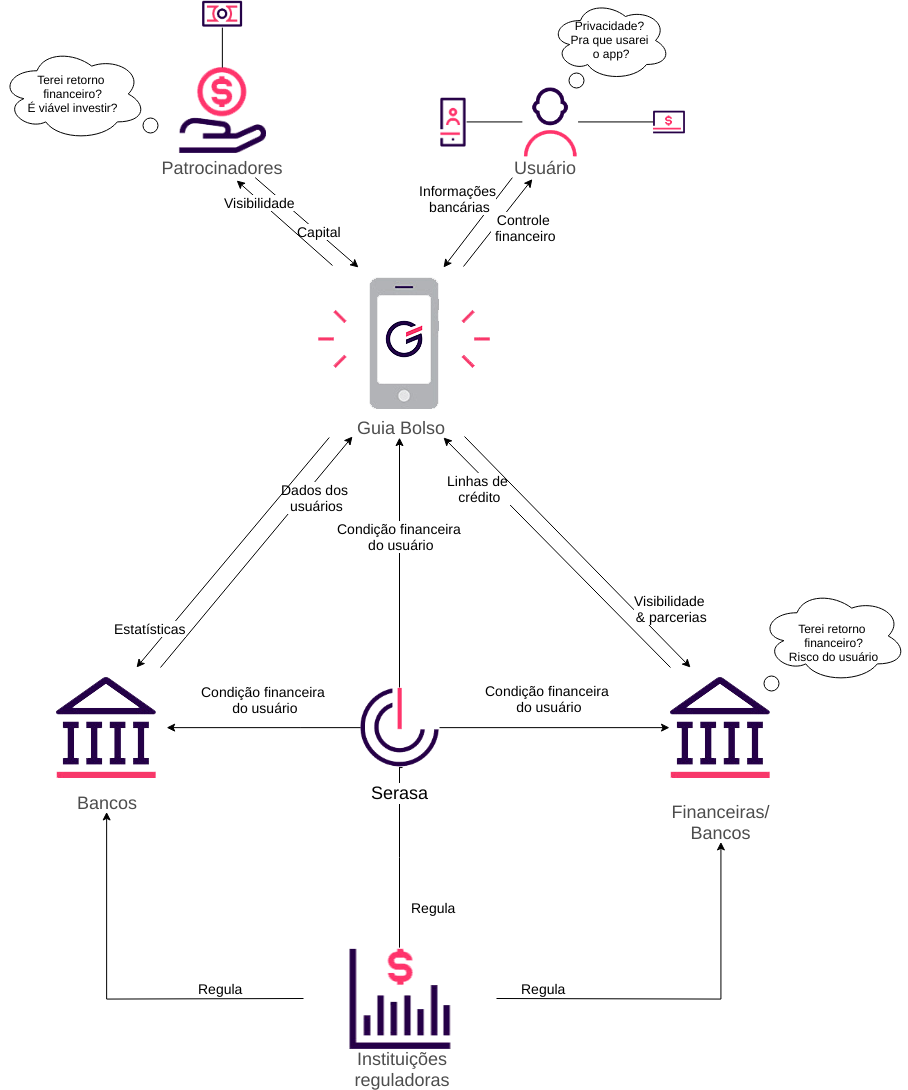 Privacidade?
Pra que usarei
o app?
Terei retorno
financeiro?
É viável investir?
Patrocinadores
Usuário
Visibilidade
Capital
Informações
bancárias
Controle
financeiro
Guia Bolso
Dados dos
usuários
Linhas de
crédito
Condição financeira
do usuário
Estatísticas
Visibilidade
& parcerias
Terei retorno
financeiro?
Risco do usuário
Condição financeira
do usuário
Condição financeira
do usuário
Bancos
Serasa
Financeiras/
Bancos
Regula
Regula
Regula
Instituições
reguladoras